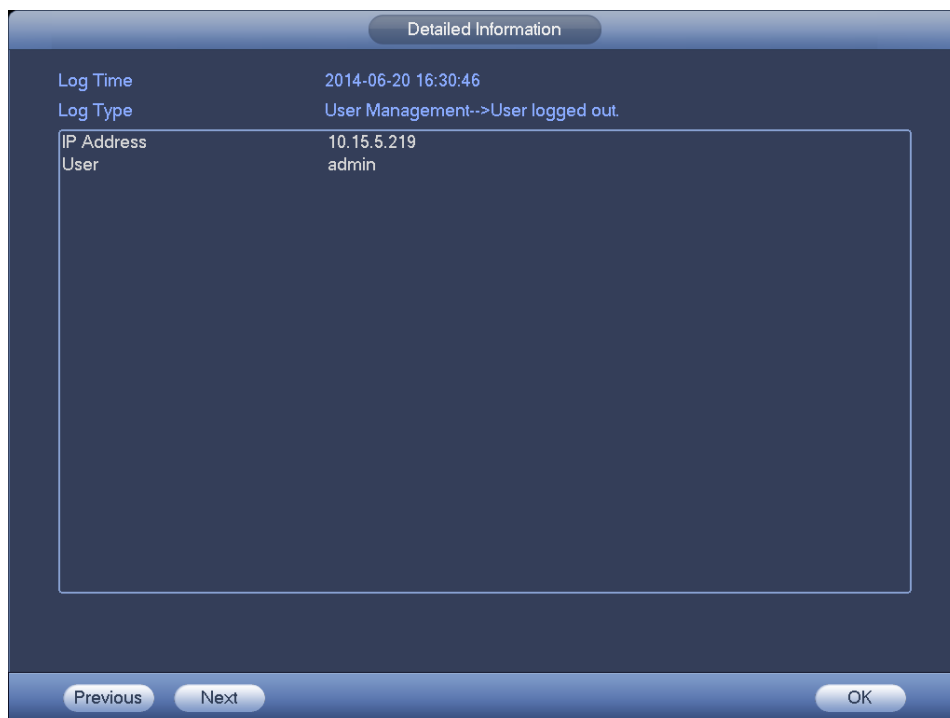 Detailed Information
Log Time 2014-06-20 16:30:46
Log Type User Management-->User logged out.
IP Address 10.15.5.219
User admin
Previous Next OK